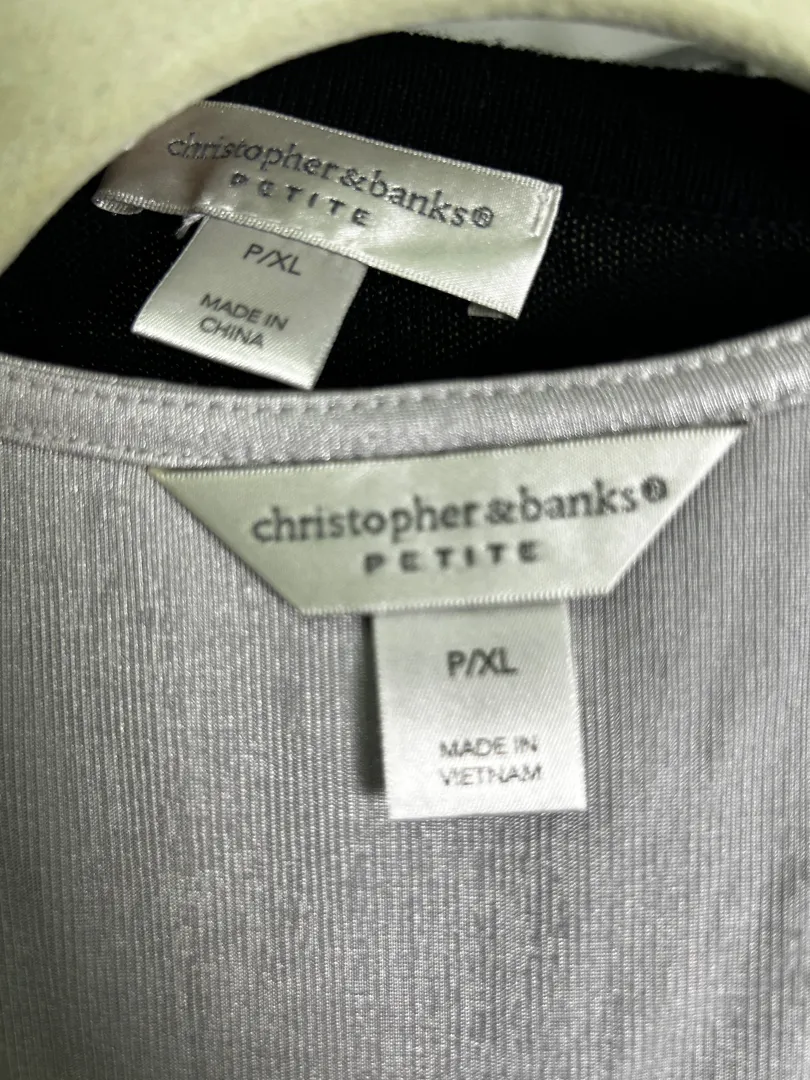 christopher&banks®
PETITE
P/XL
MADE IN
CHINA
christopher&banks®
PETITE
P/XL
MADE IN
VIETNAM